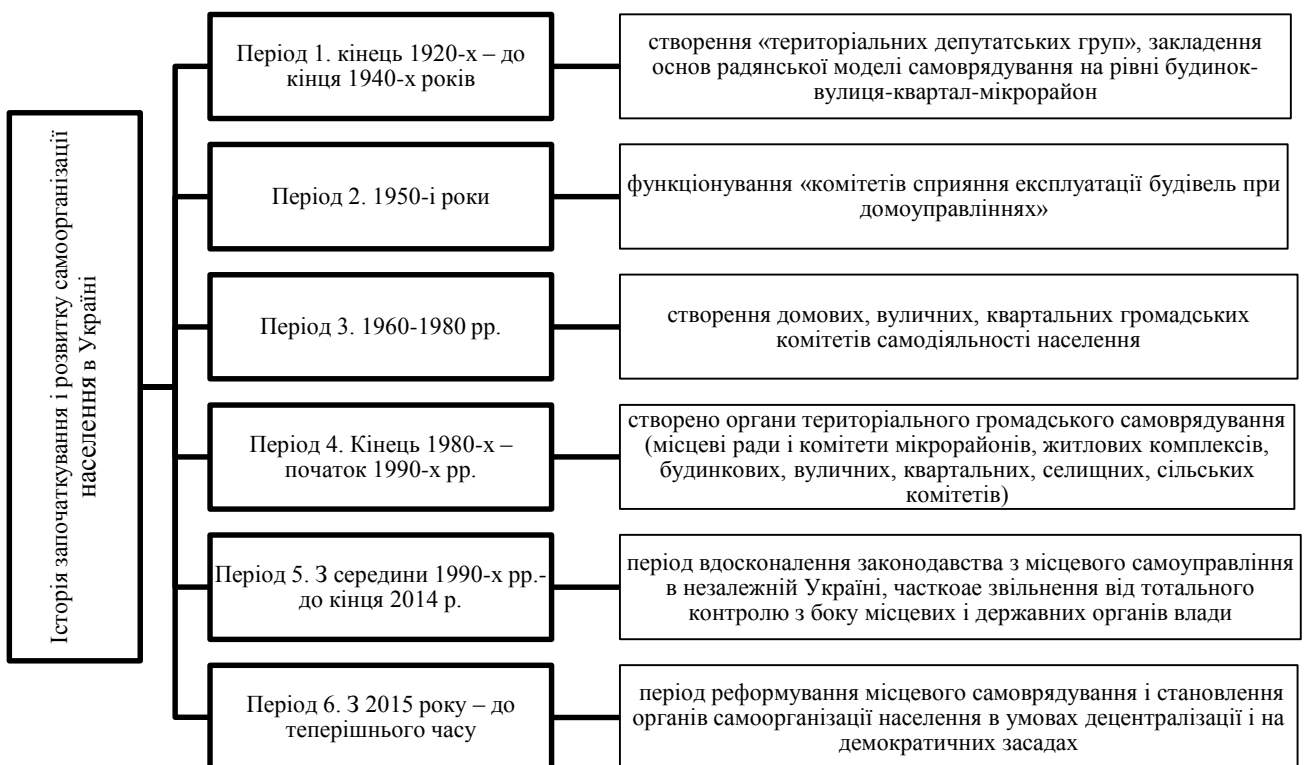 Історія започаткування і розвитку самоорганізації
населення в Україні
Період 1. кінець 1920-х – до
кінця 1940-х років
створення «територіальних депутатських груп», закладення
основ радянської моделі самоврядування на рівні будинок-
вулиця-квартал-мікрорайон
Період 2. 1950-і роки
функціонування «комітетів сприяння експлуатації будівель при
домоуправліннях»
Період 3. 1960-1980 рр.
створення домових, вуличних, квартальних громадських
комітетів самодіяльності населення
Період 4. Кінець 1980-х –
початок 1990-х рр.
створено органи територіального громадського самоврядування
(місцеві ради і комітети мікрорайонів, житлових комплексів,
будинкових, вуличних, квартальних, селищних, сільських
комітетів)
Період 5. З середини 1990-х рр.-
до кінця 2014 р.
період вдосконалення законодавства з місцевого самоуправління
в незалежній Україні, часткоае звільнення від тотального
контролю з боку місцевих і державних органів влади
Період 6. З 2015 року – до
теперішнього часу
період реформування місцевого самоврядування і становлення
органів самоорганізації населення в умовах децентралізації і на
демократичних засадах